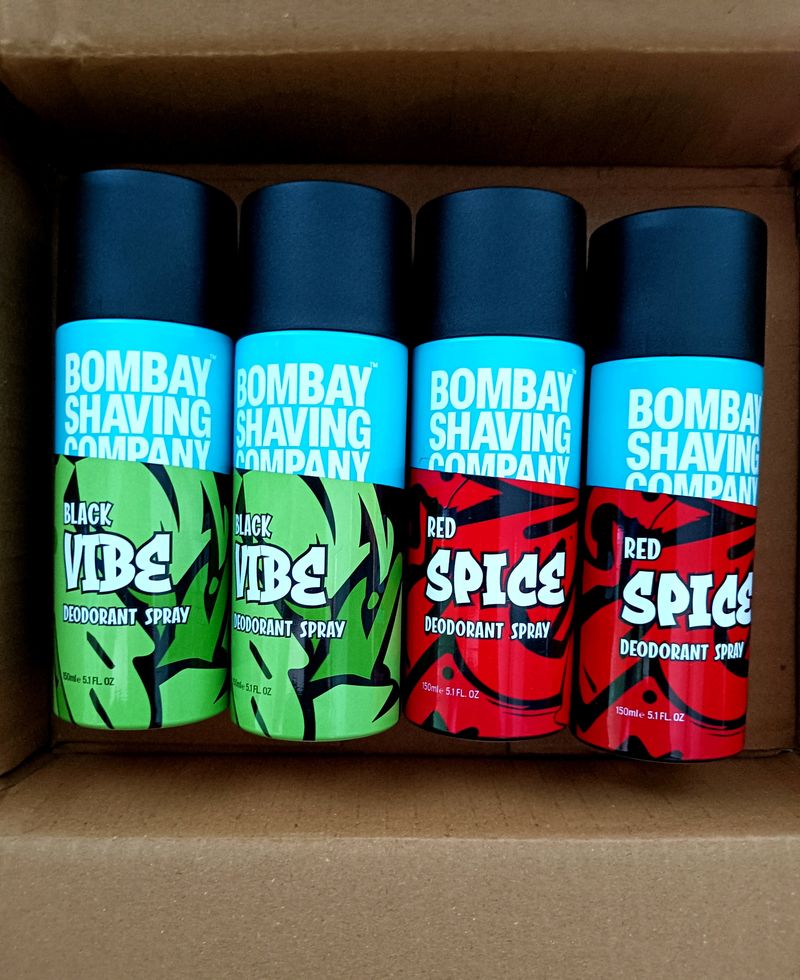 BOMBAY
SHAVING
COMPANY
BLACK
VIBE
DEODORANT SPRAY
150ml e 5.1 FL. OZ
BOMBAY
SHAVING
COMPANY
BLACK
VIBE
DEODORANT SPRAY
5.1 FL. OZ
BOMBAY
SHAVING
COMPANY
RED
SPICE
DEODORANT SPRAY
150ml e 5.1 FL. OZ
BOMBAY
SHAVING
COMPANY
RED
SPICE
DEODORANT SPRAY
150ml e 5.1 FL. OZ